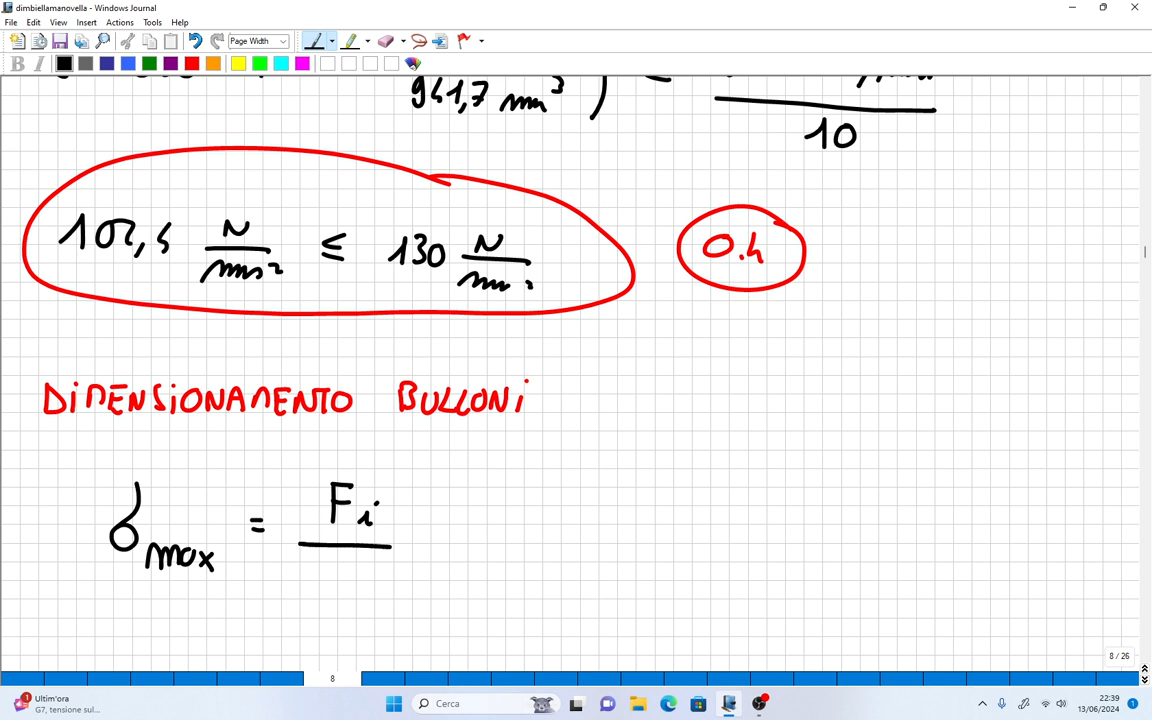 dimbiellamanovella - Windows Journal
File Edit View Insert Actions Tools Help
Page Width
B I
941,7 mm³)
10
102,4 N/mm² ≤ 130 N/mm²
O.K
DIMENSIONAMENTO BULLONI
σmax = Fi
8 / 26
8
Ultim'ora
G7, tensione sul...
Cerca
22:39
13/06/2024